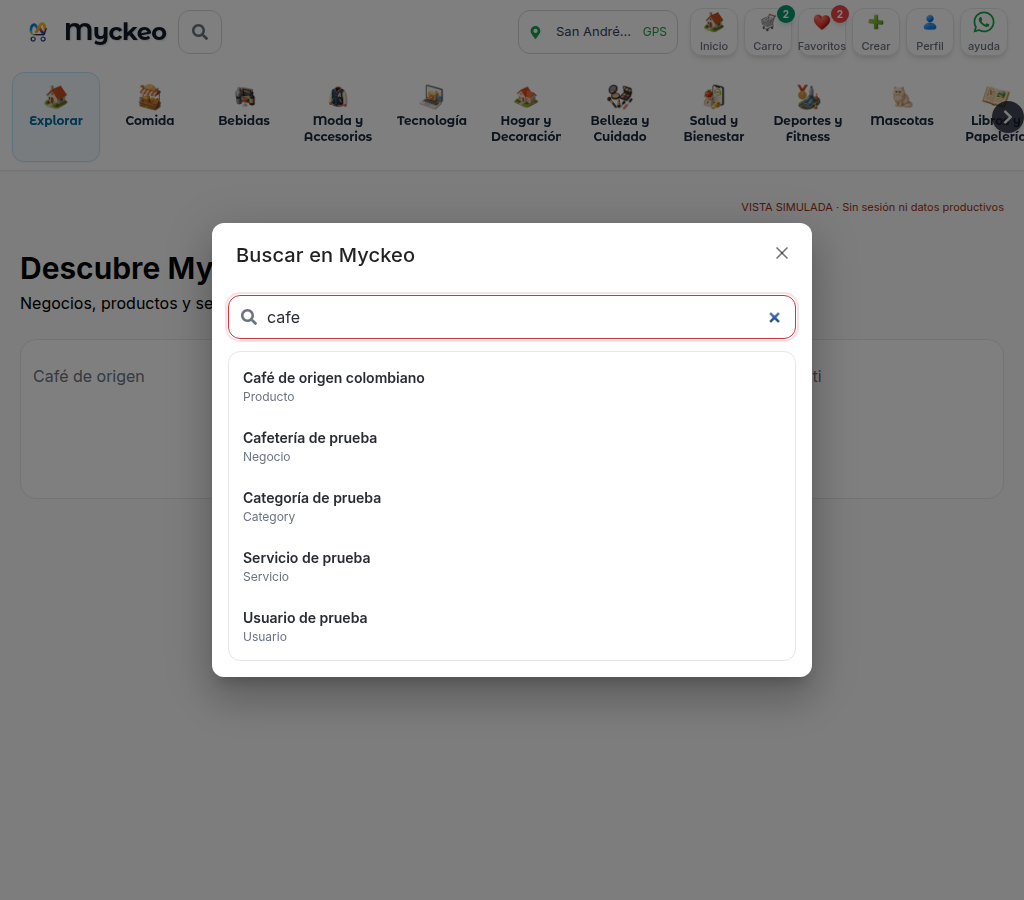 Myckeo
San André...
GPS
Inicio
2
Carro
2
Favoritos
Crear
Perfil
ayuda
Explorar
Comida
Bebidas
Moda y
Accesorios
Tecnología
Hogar y
Decoración
Belleza y
Cuidado
Salud y
Bienestar
Deportes y
Fitness
Mascotas
VISTA SIMULADA · Sin sesión ni datos productivos
Descubre My
Negocios, productos y se
Café de origen
ti
Buscar en Myckeo
cafe
Café de origen colombiano
Producto
Cafetería de prueba
Negocio
Categoría de prueba
Category
Servicio de prueba
Servicio
Usuario de prueba
Usuario